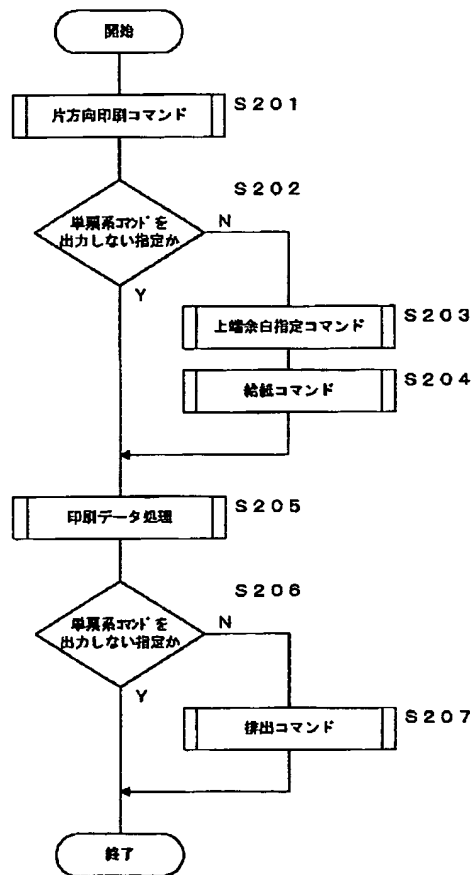 開始
片方向印刷コマンド
S201
S202
単票系コマンドを
出力しない指定か
N
Y
上端余白指定コマンド
S203
給紙コマンド
S204
印刷データ処理
S205
S206
単票系コマンドを
出力しない指定か
N
Y
排出コマンド
S207
終了